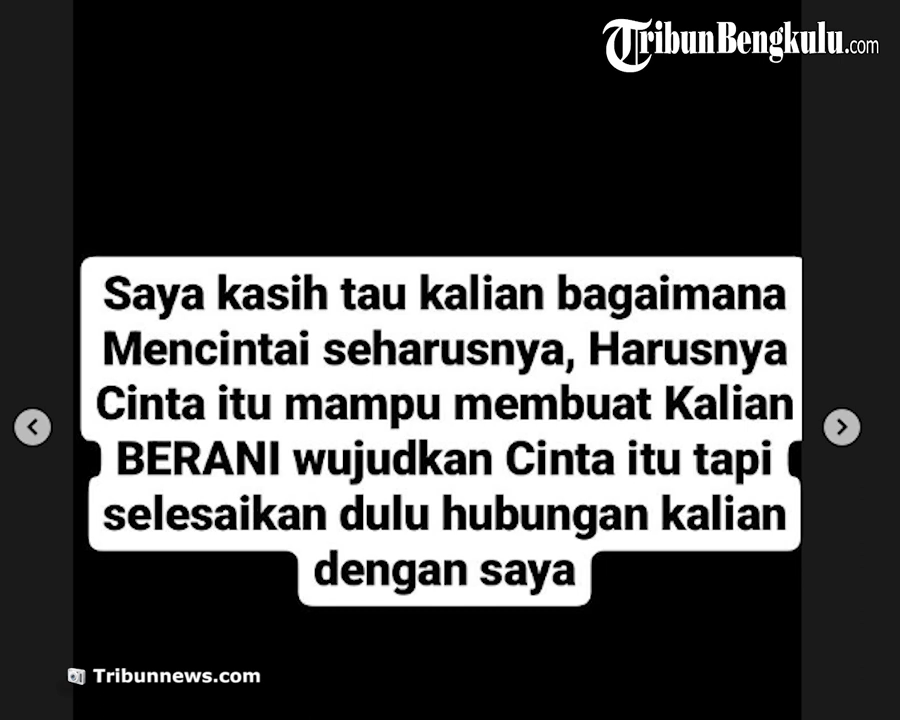 TribunBengkulu.com
Saya kasih tau kalian bagaimana
Mencintai seharusnya, Harusnya
Cinta itu mampu membuat Kalian
BERANI wujudkan Cinta itu tapi
selesaikan dulu hubungan kalian
dengan saya
Tribunnews.com